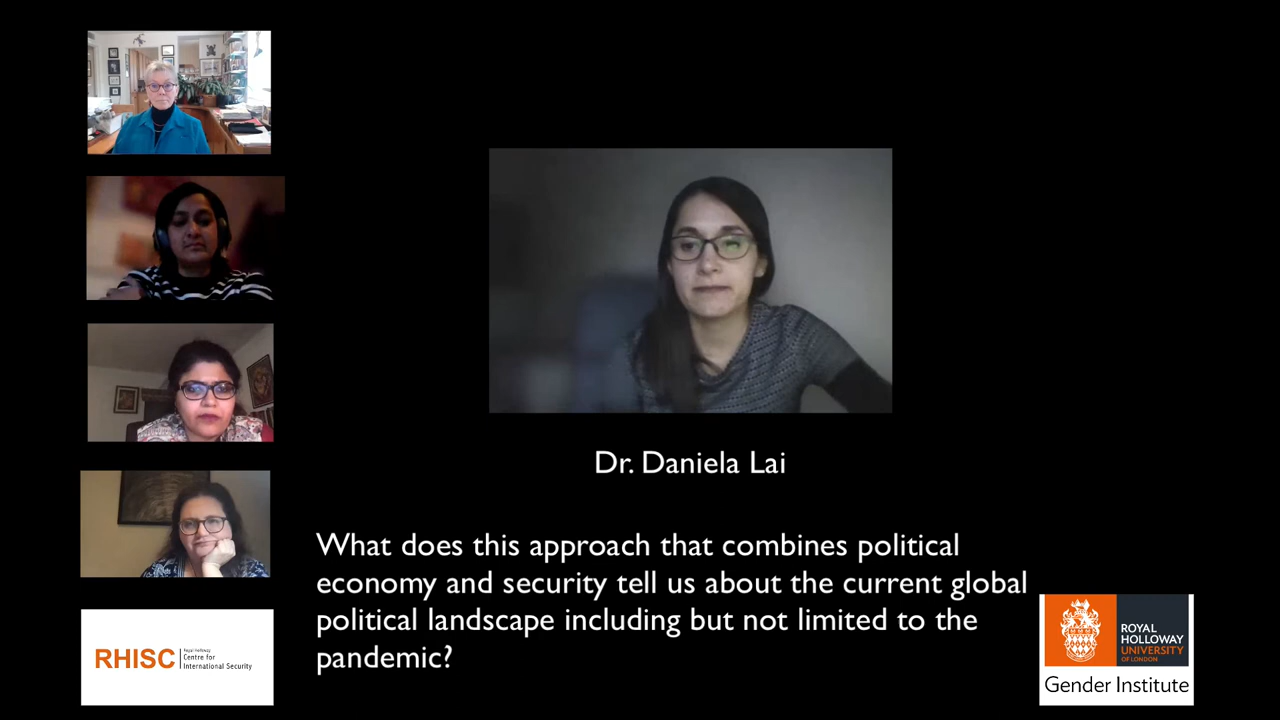 Dr. Daniela Lai
What does this approach that combines political
economy and security tell us about the current global
political landscape including but not limited to the
pandemic?
RHISC
Royal Holloway
Centre for
International Security
ROYAL
HOLLOWAY
UNIVERSITY
OF LONDON
Gender Institute